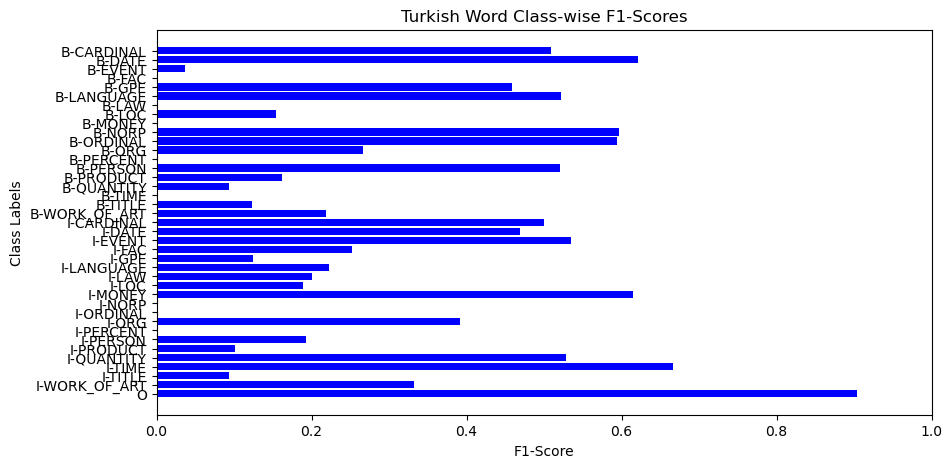 Turkish Word Class-wise F1-Scores
B-CARDINAL
B-DATE
B-EVENT
B-FAC
B-GPE
B-LANGUAGE
B-LAW
B-LOC
B-MONEY
B-NORP
B-ORDINAL
B-ORG
B-PERCENT
B-PERSON
B-PRODUCT
B-QUANTITY
B-TIME
B-TITLE
B-WORK_OF_ART
I-CARDINAL
I-DATE
I-EVENT
I-FAC
I-GPE
I-LANGUAGE
I-LAW
I-LOC
I-MONEY
I-NORP
I-ORDINAL
I-ORG
I-PERCENT
I-PERSON
I-PRODUCT
I-QUANTITY
I-TIME
I-TITLE
I-WORK_OF_ART
O
Class Labels
0.0 0.2 0.4 0.6 0.8 1.0
F1-Score